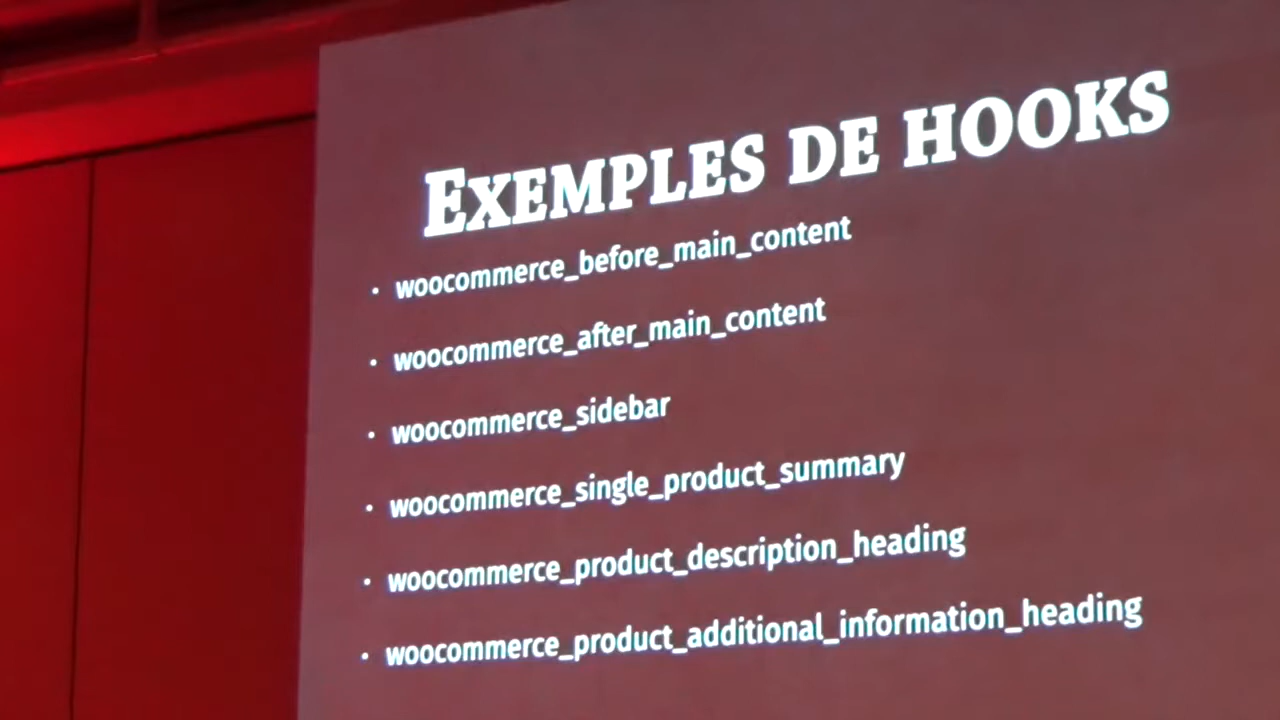 EXEMPLES DE HOOKS
• woocommerce_before_main_content
• woocommerce_after_main_content
• woocommerce_sidebar
• woocommerce_single_product_summary
• woocommerce_product_description_heading
• woocommerce_product_additional_information_heading